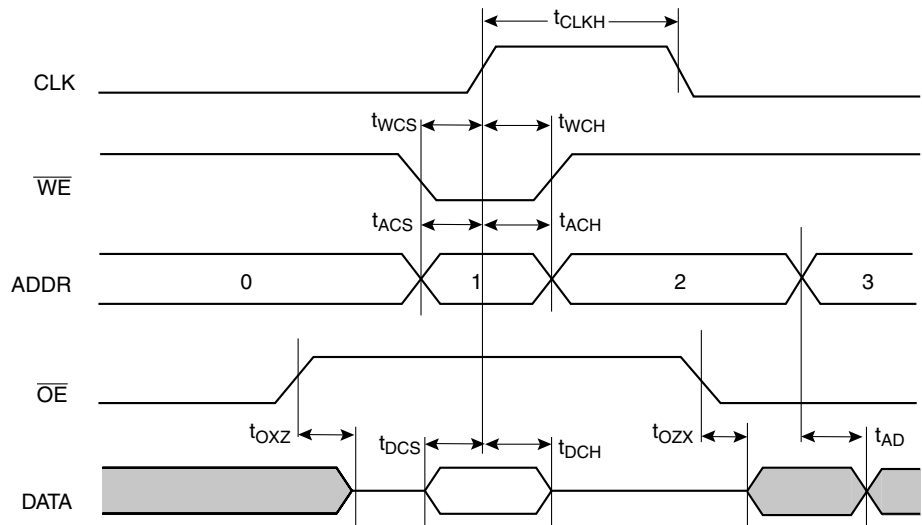 tCLKH
CLK
tWCS tWCH
WE
tACS tACH
ADDR 0 1 2 3
OE
tOXZ tDCS tDCH tOZX tAD
DATA